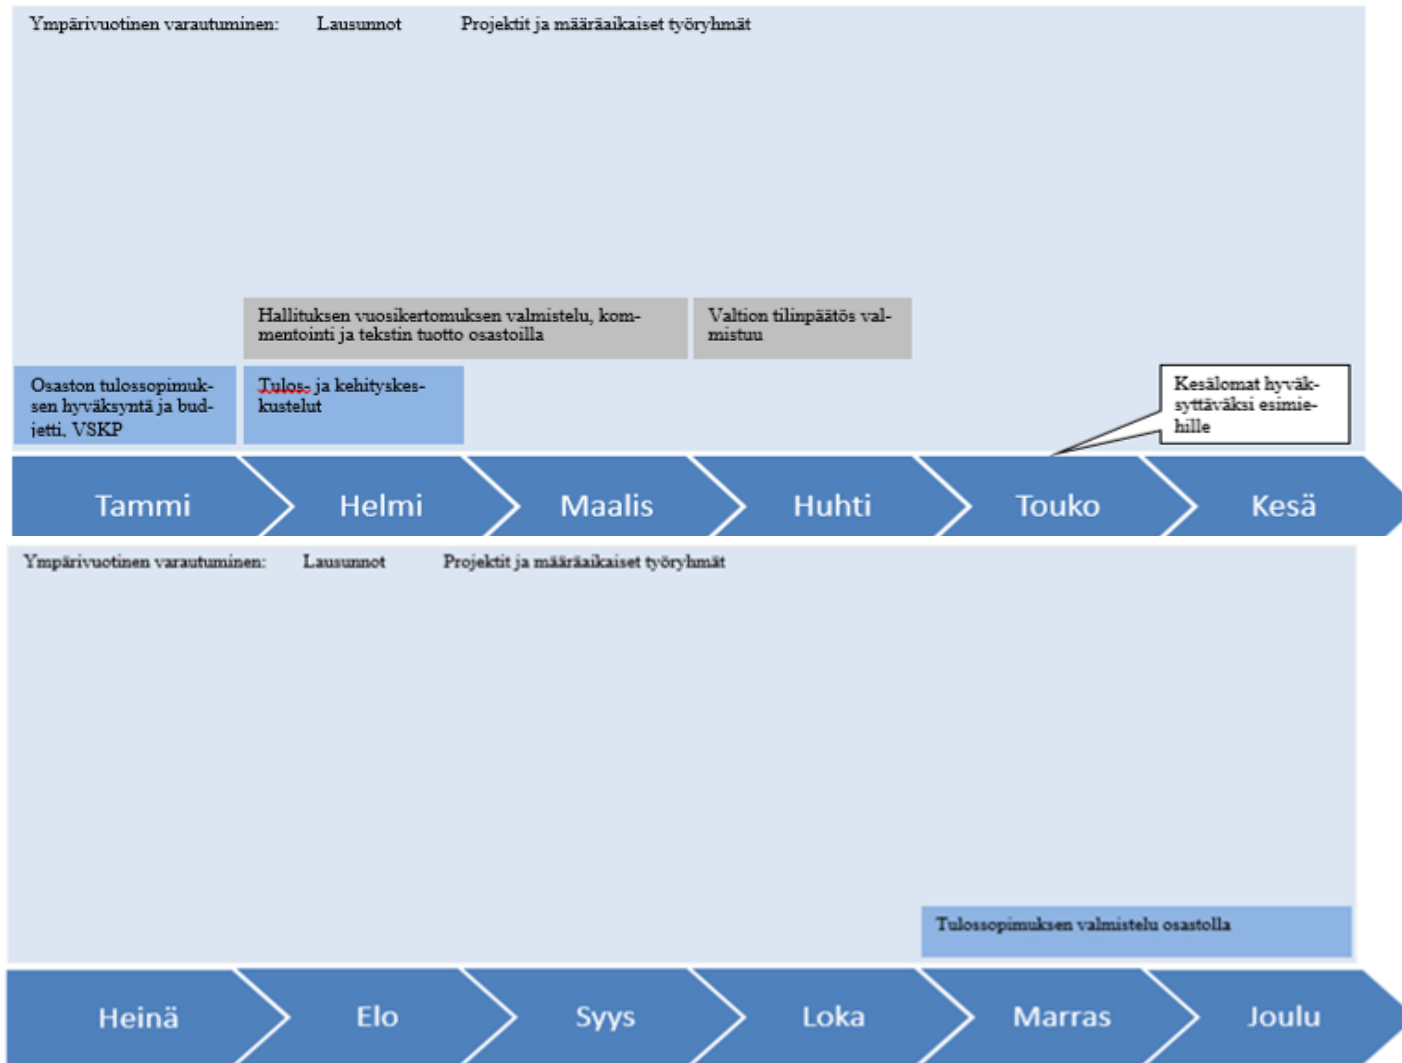 Ympärivuotinen varautuminen: Lausunnot Projektit ja määräaikaiset työryhmät
Hallituksen vuosikertomuksen valmistelu, kom-
mentointi ja tekstin tuotto osastoilla
Valtion tilinpäätös val-
mistuu
Osaston tulossopimuk-
sen hyväksyntä ja bud-
jetti, VSKP
Tulos- ja kehityskes-
kustelut
Kesälomat hyväk-
syttäväksi esimie-
hille
Tammi Helmi Maalis Huhti Touko Kesä
Ympärivuotinen varautuminen: Lausunnot Projektit ja määräaikaiset työryhmät
Tulossopimuksen valmistelu osastolla
Heinä Elo Syys Loka Marras Joulu